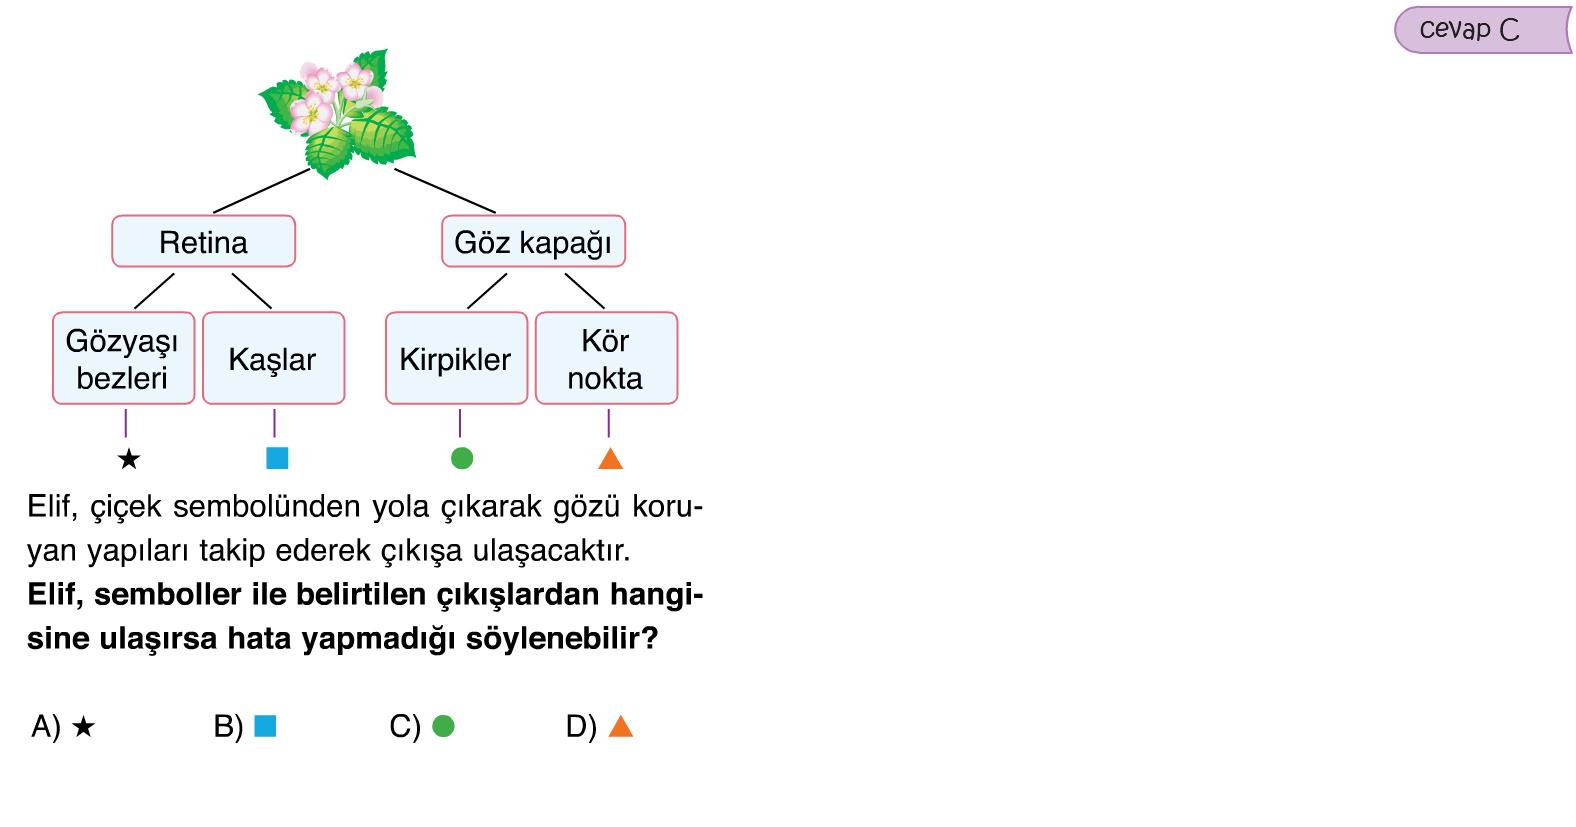 cevap C
Retina
Göz kapağı
Gözyaşı
bezleri
Kaşlar
Kirpikler
Kör
nokta
Elif, çiçek sembolünden yola çıkarak gözü koru-
yan yapıları takip ederek çıkışa ulaşacaktır.
Elif, semboller ile belirtilen çıkışlardan hangi-
sine ulaşırsa hata yapmadığı söylenebilir?
A) ★ B) ■ C) ● D) ▲